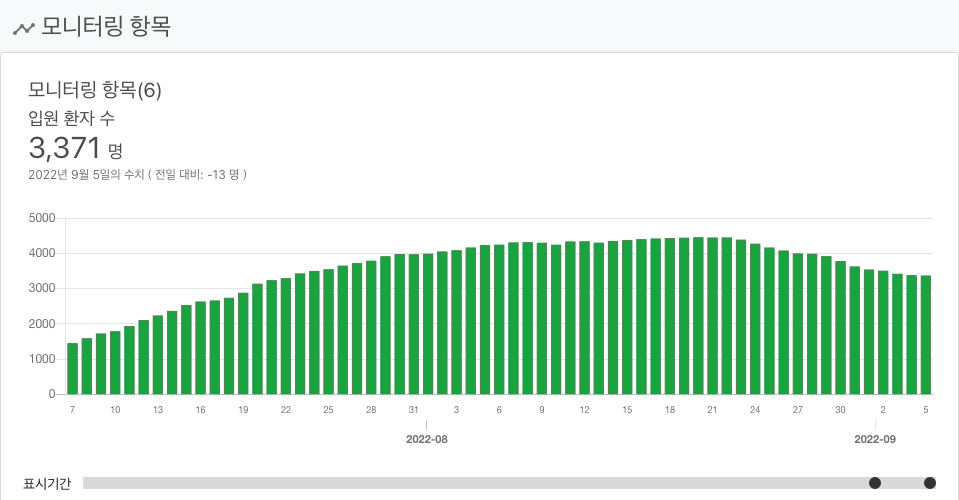 모니터링 항목
모니터링 항목(6)
입원 환자 수
3,371 명
2022년 9월 5일의 수치 ( 전일 대비: -13 명 )
5000
4000
3000
2000
1000
0
7 10 13 16 19 22 25 28 31 3 6 9 12 15 18 21 24 27 30 2 5
2022-08 2022-09
표시기간